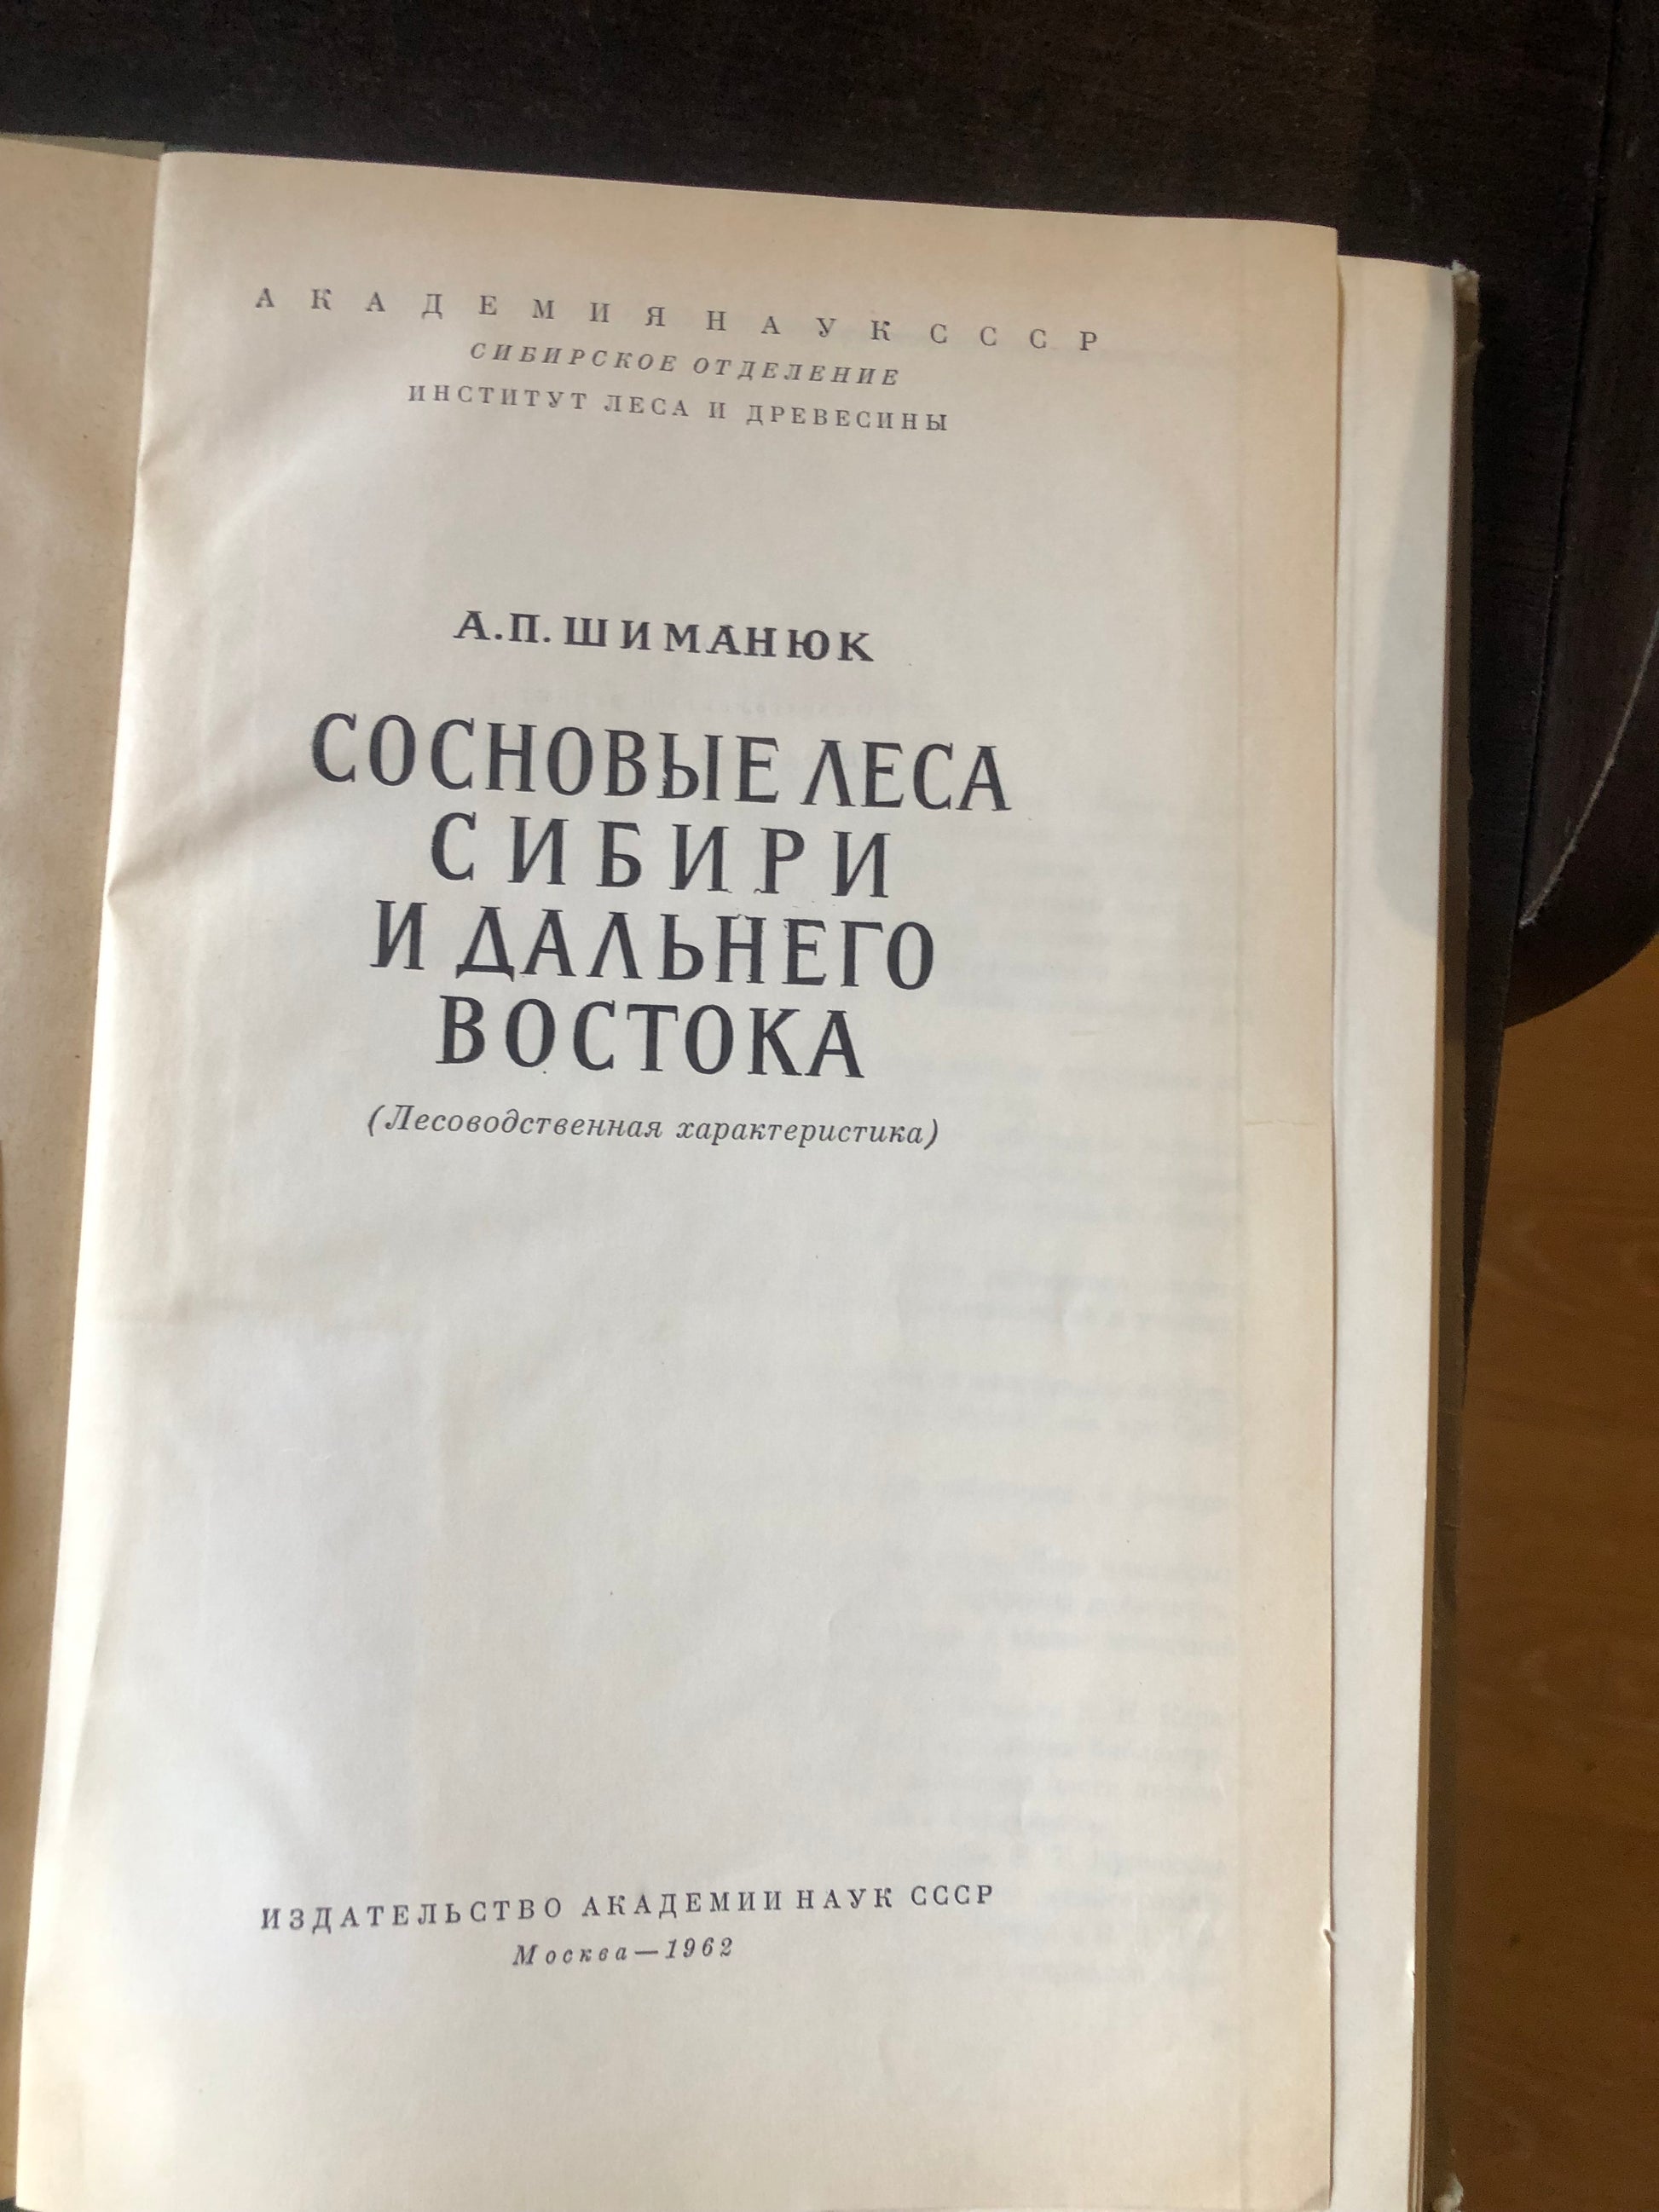 АКАДЕМИЯ НАУК СССР
СИБИРСКОЕ ОТДЕЛЕНИЕ
ИНСТИТУТ ЛЕСА И ДРЕВЕСИНЫ
А.П. ШИМАНЮК
СОСНОВЫЕ ЛЕСА
СИБИРИ
И ДАЛЬНЕГО
ВОСТОКА
(Лесоводственная характеристика)
ИЗДАТЕЛЬСТВО АКАДЕМИИ НАУК СССР
Москва—1962